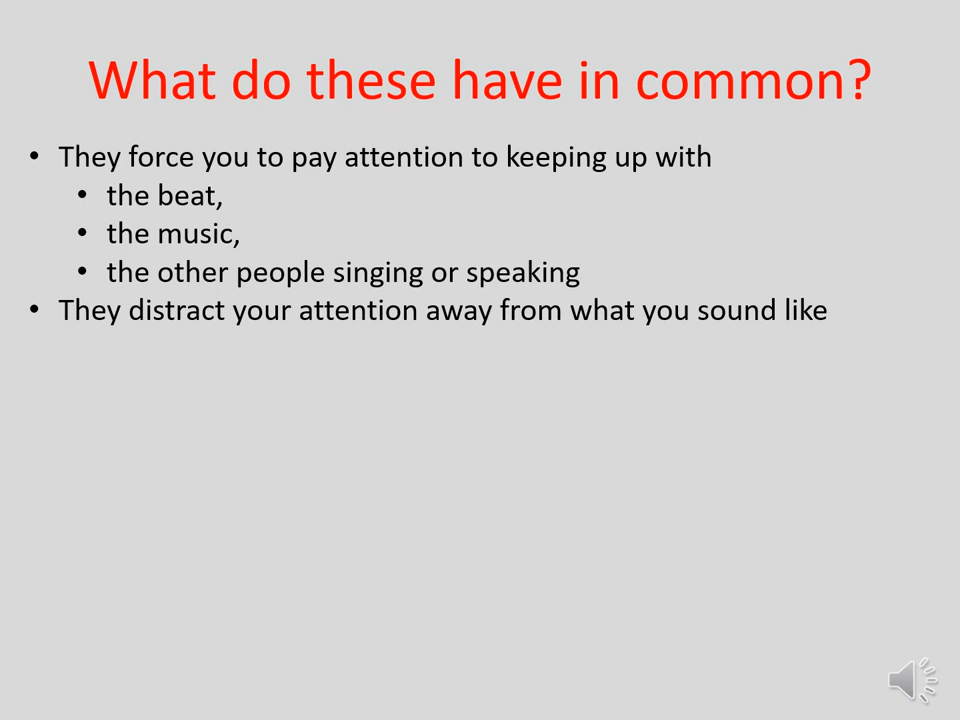 What do these have in common?
• They force you to pay attention to keeping up with
• the beat,
• the music,
• the other people singing or speaking
• They distract your attention away from what you sound like